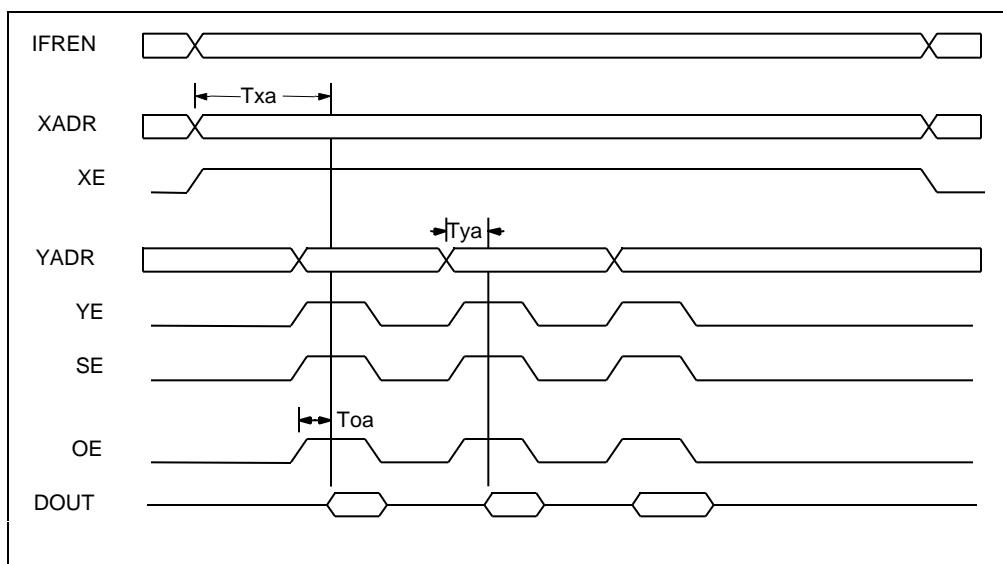 IFREN
Txa
XADR
XE
Tya
YADR
YE
SE
Toa
OE
DOUT